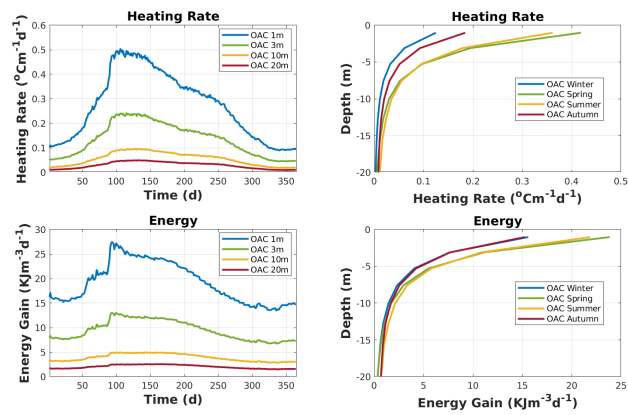 Heating Rate
0.6
0.5
0.4
0.3
0.2
0.1
0
Heating Rate (°Cm⁻¹d⁻¹)
OAC 1m
OAC 3m
OAC 10m
OAC 20m
50 100 150 200 250 300 350
Time (d)
Heating Rate
0
-5
-10
-15
-20
Depth (m)
OAC Winter
OAC Spring
OAC Summer
OAC Autumn
0 0.1 0.2 0.3 0.4 0.5
Heating Rate (°Cm⁻¹d⁻¹)
Energy
30
25
20
15
10
5
0
Energy Gain (KJm⁻³d⁻¹)
OAC 1m
OAC 3m
OAC 10m
OAC 20m
50 100 150 200 250 300 350
Time (d)
Energy
0
-5
-10
-15
-20
Depth (m)
OAC Winter
OAC Spring
OAC Summer
OAC Autumn
0 5 10 15 20 25
Energy Gain (KJm⁻³d⁻¹)